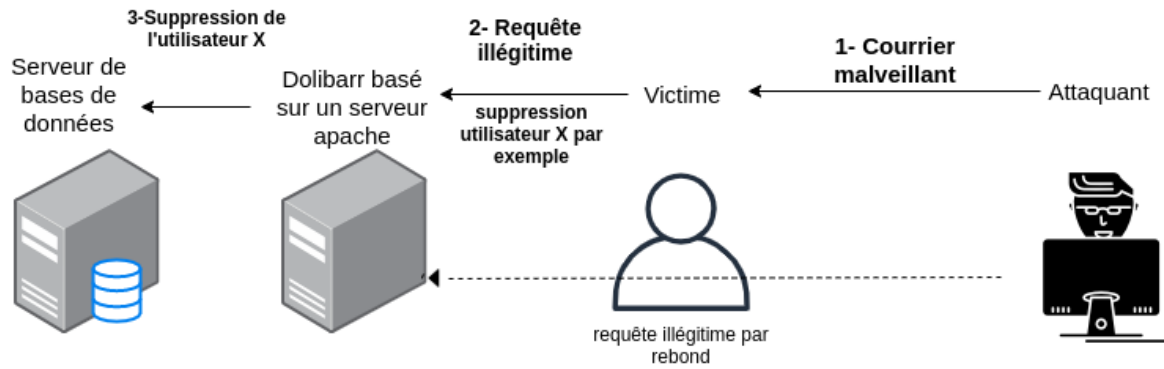 3-Suppression de
l'utilisateur X
Serveur de
bases de
données
Dolibarr basé
sur un serveur
apache
2- Requête
illégitime
suppression
utilisateur X par
exemple
Victime
1- Courrier
malveillant
Attaquant
requête illégitime par
rebond